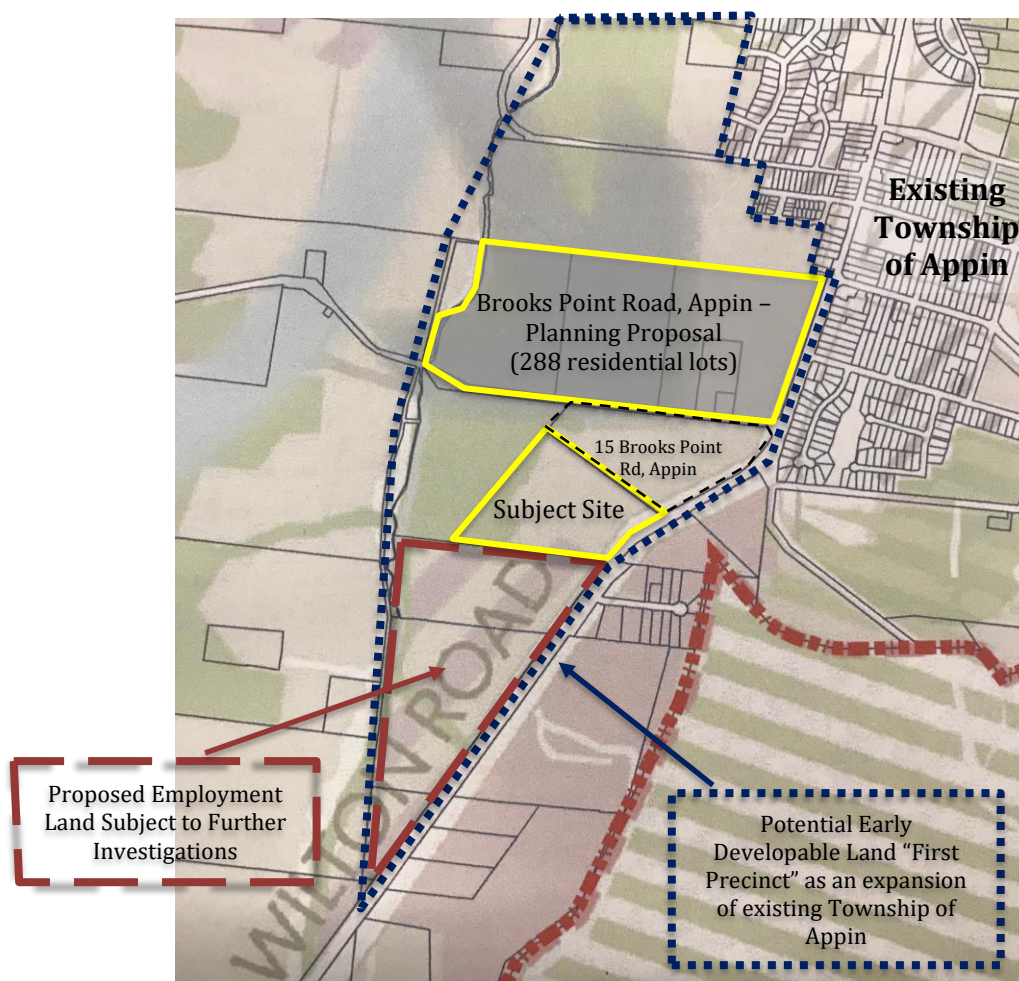 Existing
Township
of Appin
Brooks Point Road, Appin –
Planning Proposal
(288 residential lots)
15 Brooks Point
Rd, Appin
Subject Site
WILTON ROAD
Proposed Employment
Land Subject to Further
Investigations
Potential Early
Developable Land “First
Precinct” as an expansion
of existing Township of
Appin